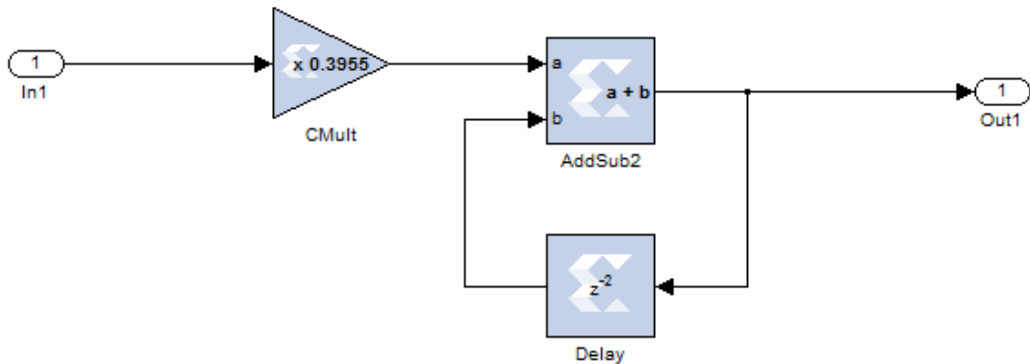 1
In1
x 0.3955
CMult
a
b
a + b
AddSub2
1
Out1
z-2
Delay